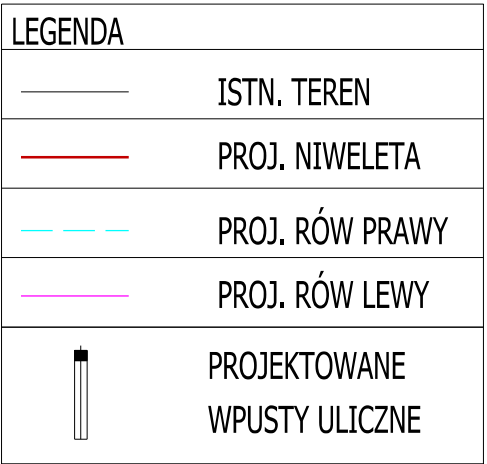 LEGENDA
ISTN. TEREN
PROJ. NIWELETA
PROJ. RÓW PRAWY
PROJ. RÓW LEWY
PROJEKTOWANE
WPUSTY ULICZNE